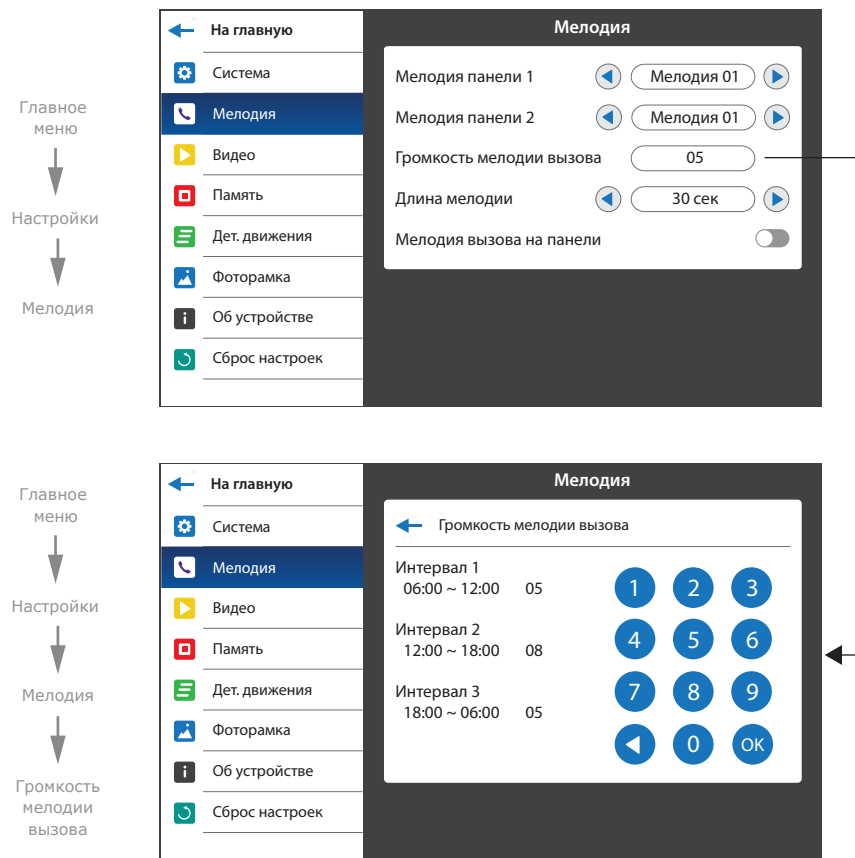 Главное
меню
Настройки
Мелодия
На главную
Система
Мелодия
Видео
Память
Дет. движения
Фоторамка
Об устройстве
Сброс настроек
Мелодия
Мелодия панели 1 Мелодия 01
Мелодия панели 2 Мелодия 01
Громкость мелодии вызова 05
Длина мелодии 30 сек
Мелодия вызова на панели
Главное
меню
Настройки
Мелодия
Громкость
мелодии
вызова
На главную
Система
Мелодия
Видео
Память
Дет. движения
Фоторамка
Об устройстве
Сброс настроек
Мелодия
Громкость мелодии вызова
Интервал 1
06:00 ~ 12:00 05
Интервал 2
12:00 ~ 18:00 08
Интервал 3
18:00 ~ 06:00 05
1 2 3
4 5 6
7 8 9
0 OK